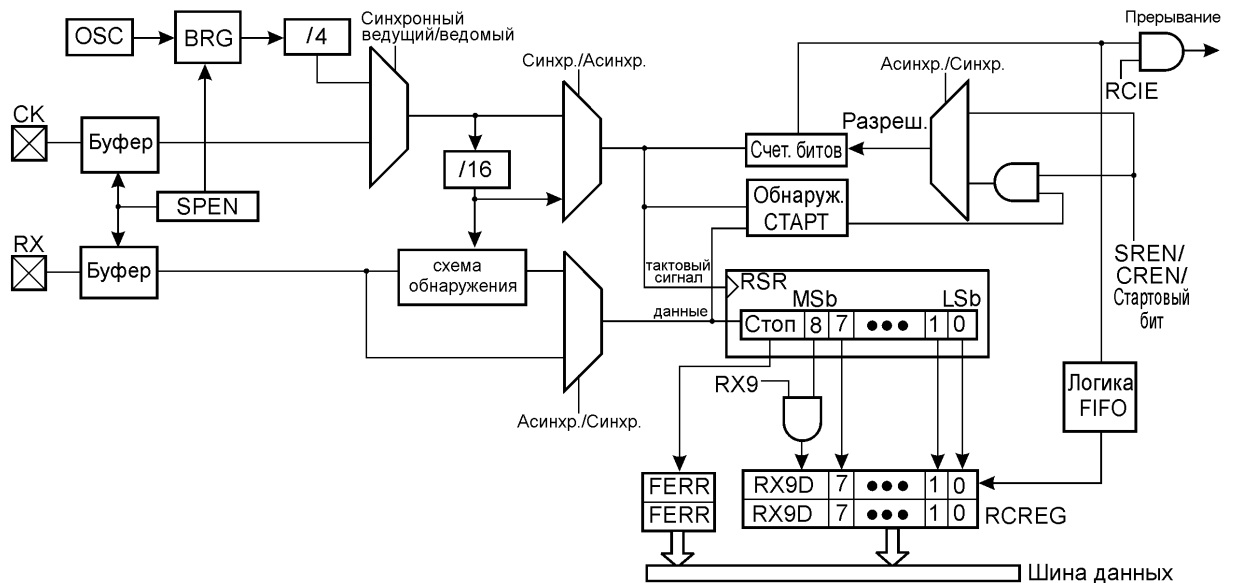 OSC
BRG
/4
Синхронный
ведущий/ведомый
Синхр./Асинхр.
Асинхр./Синхр.
Прерывание
RCIE
CK
Буфер
/16
Разреш.
Счет. битов
SPEN
Обнаруж.
СТАРТ
RX
Буфер
схема
обнаружения
тактовый
сигнал
данные
SREN/
CREN/
Стартовый
бит
RSR
MSb
LSb
Стоп 8 7 ••• 1 0
RX9
Асинхр./Синхр.
Логика
FIFO
FERR
FERR
RX9D 7 ••• 1 0
RX9D 7 ••• 1 0
RCREG
Шина данных